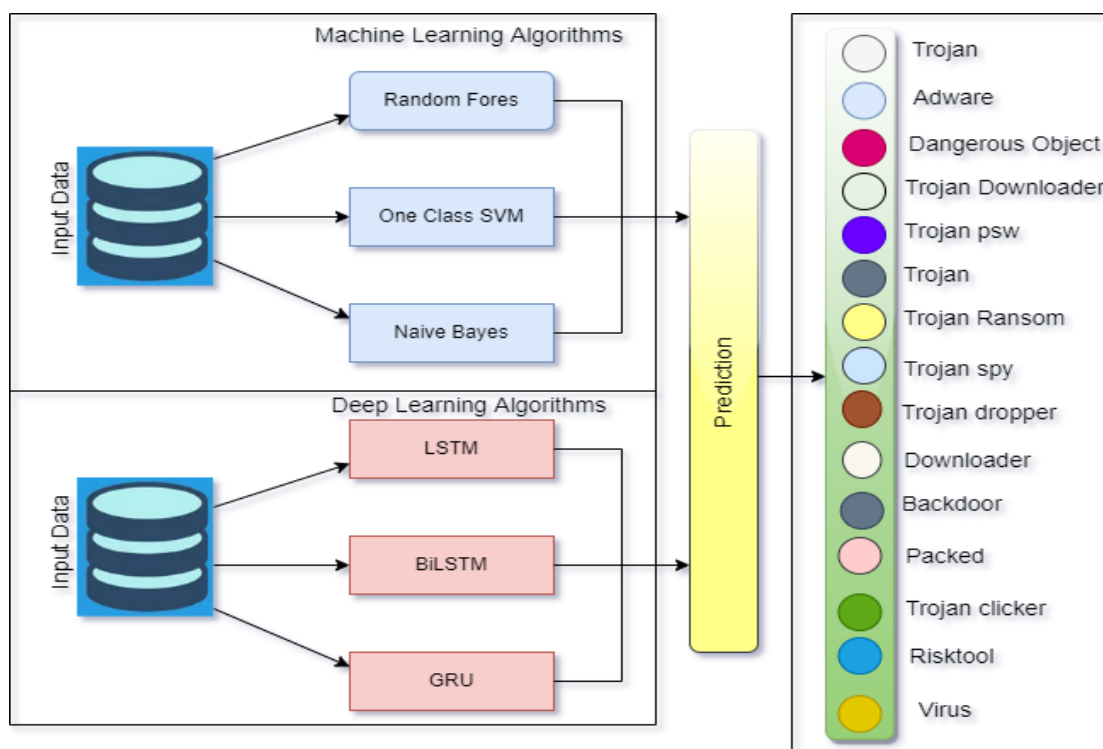 Machine Learning Algorithms
Input Data
Random Fores
One Class SVM
Naive Bayes
Deep Learning Algorithms
Input Data
LSTM
BiLSTM
GRU
Prediction
Trojan
Adware
Dangerous Object
Trojan Downloader
Trojan psw
Trojan
Trojan Ransom
Trojan spy
Trojan dropper
Downloader
Backdoor
Packed
Trojan clicker
Risktool
Virus